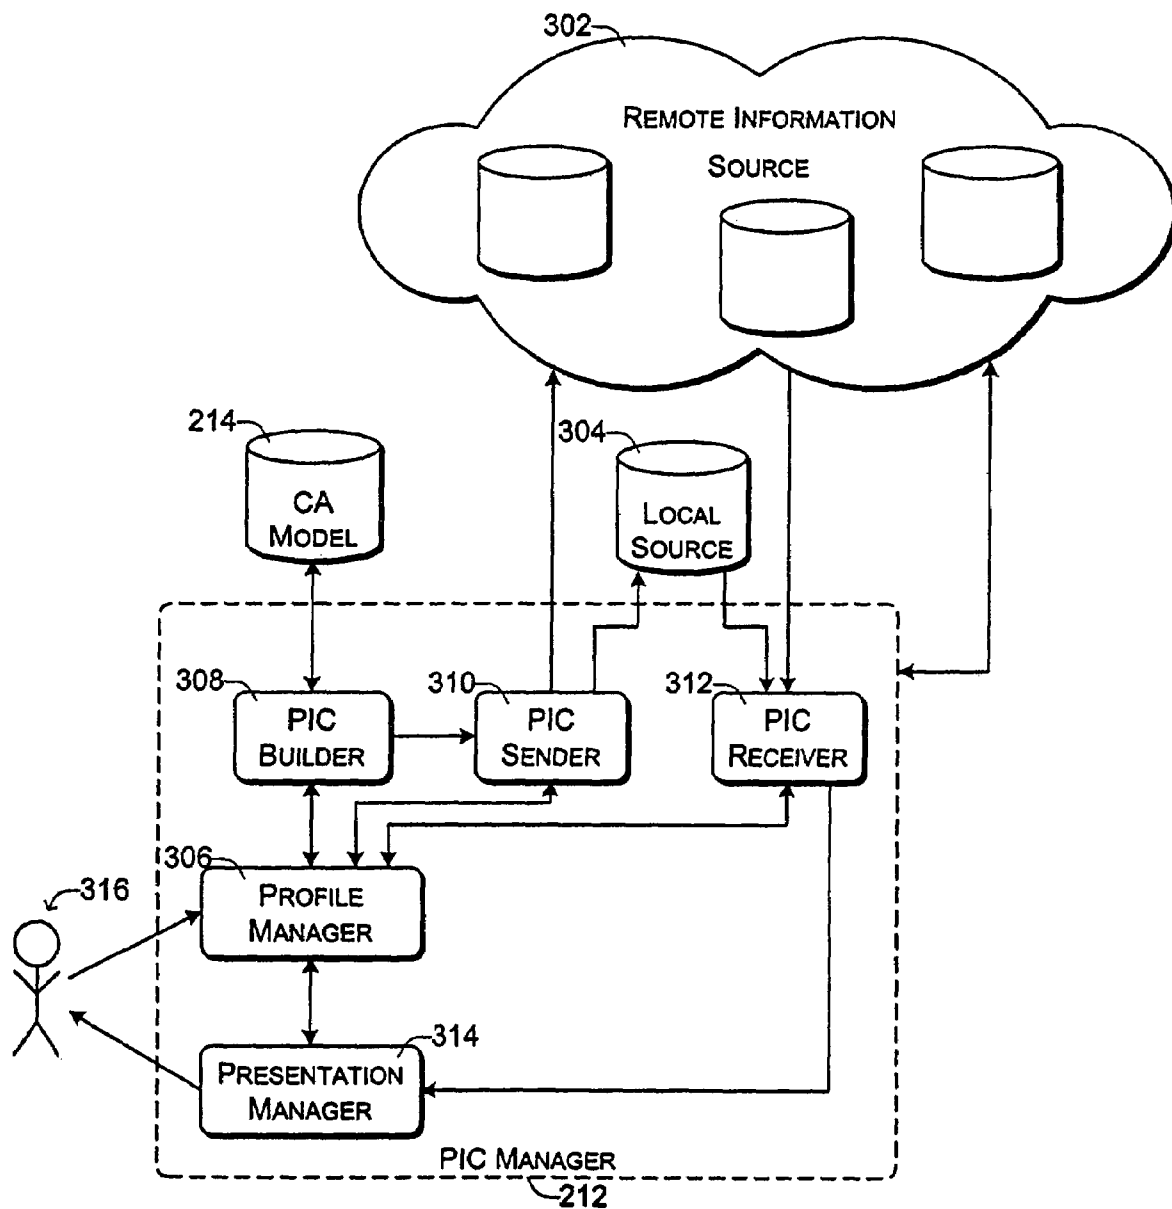 302
REMOTE INFORMATION
SOURCE
214
CA
MODEL
304
LOCAL
SOURCE
308
PIC
BUILDER
310
PIC
SENDER
312
PIC
RECEIVER
306
PROFILE
MANAGER
316
314
PRESENTATION
MANAGER
PIC MANAGER
212